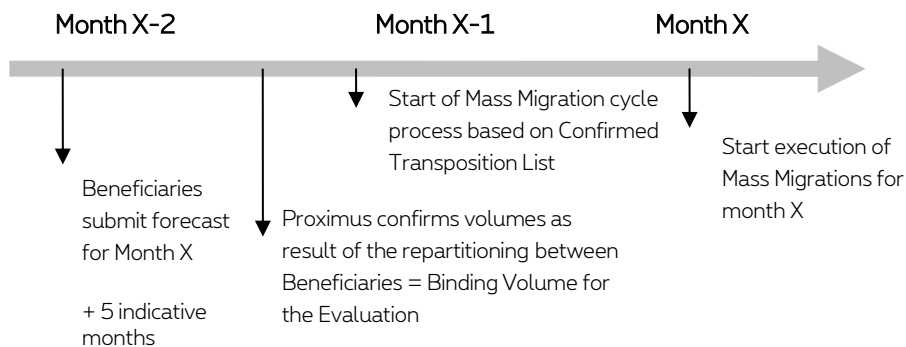 Month X-2
Month X-1
Month X
Start of Mass Migration cycle
process based on Confirmed
Transposition List
Start execution of
Mass Migrations for
month X
Beneficiaries
submit forecast
for Month X
+ 5 indicative
months
Proximus confirms volumes as
result of the repartitioning between
Beneficiaries = Binding Volume for
the Evaluation